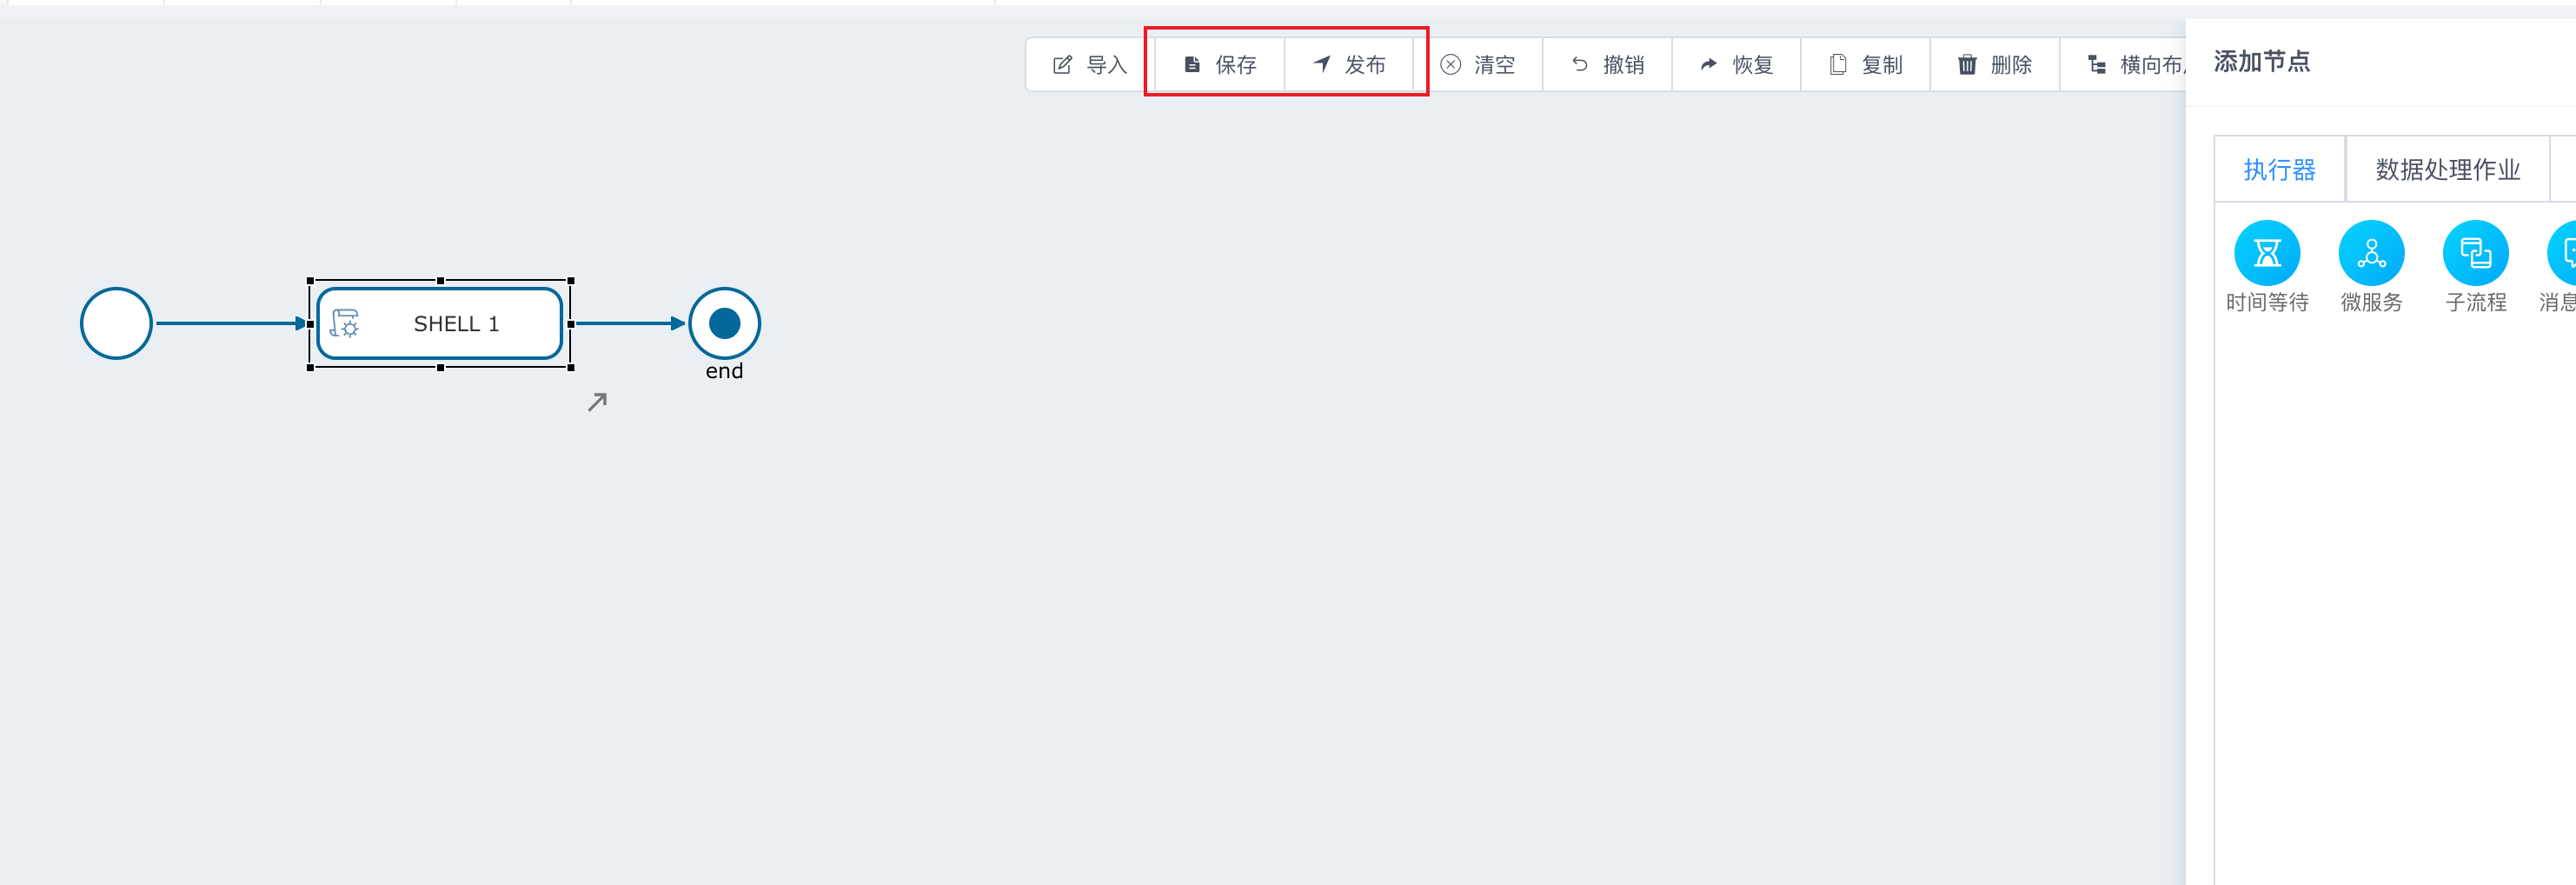 导入 保存 发布 清空 撤销 恢复 复制 删除 横向布
添加节点
执行器 数据处理作业
时间等待 微服务 子流程 消息
SHELL 1
end